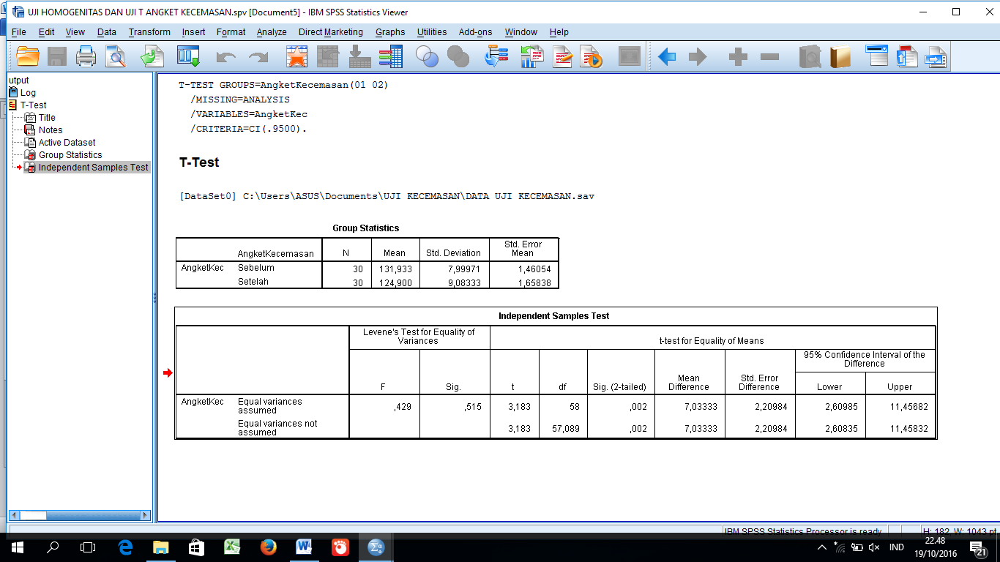 UJI HOMOGENITAS DAN UJI T ANGKET KECEMASAN.spv [Document5] - IBM SPSS Statistics Viewer
File Edit View Data Transform Insert Format Analyze Direct Marketing Graphs Utilities Add-ons Window Help
utput
Log
T-Test
Title
Notes
Active Dataset
Group Statistics
Independent Samples Test
T-TEST GROUPS=AngketKecemasan(01 02)
/MISSING=ANALYSIS
/VARIABLES=AngketKec
/CRITERIA=CI(.9500).
T-Test
[DataSet0] C:\Users\ASUS\Documents\UJI KECEMASAN\DATA UJI KECEMASAN.sav
Group Statistics
AngketKecemasan N Mean Std. Deviation Std. Error Mean
AngketKec Sebelum 30 131,933 7,99971 1,46054
Setelah 30 124,900 9,08333 1,65838
Independent Samples Test
Levene's Test for Equality of Variances t-test for Equality of Means
95% Confidence Interval of the Difference
F Sig. t df Sig. (2-tailed) Mean Difference Std. Error Difference Lower Upper
AngketKec Equal variances assumed ,429 ,515 3,183 58 ,002 7,03333 2,20984 2,60985 11,45682
Equal variances not assumed 3,183 57,089 ,002 7,03333 2,20984 2,60835 11,45832
IBM SPSS Statistics Processor is ready H: 182, W: 1043 pt
IND 22.48
19/10/2016 21